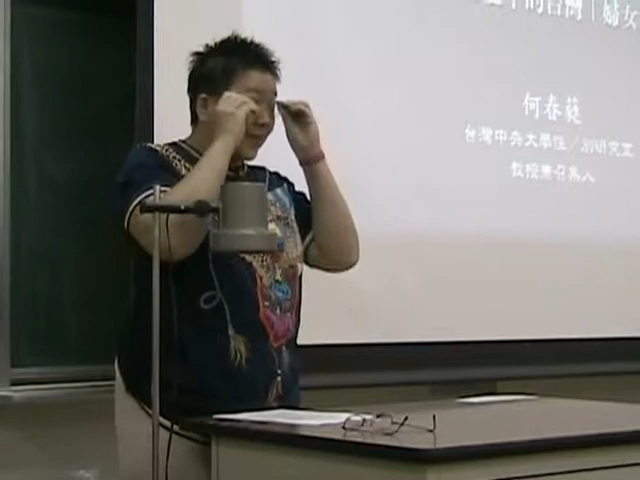 中的台灣「婦女
何春蕤
台灣中央大學性／別研究室
教授兼召集人